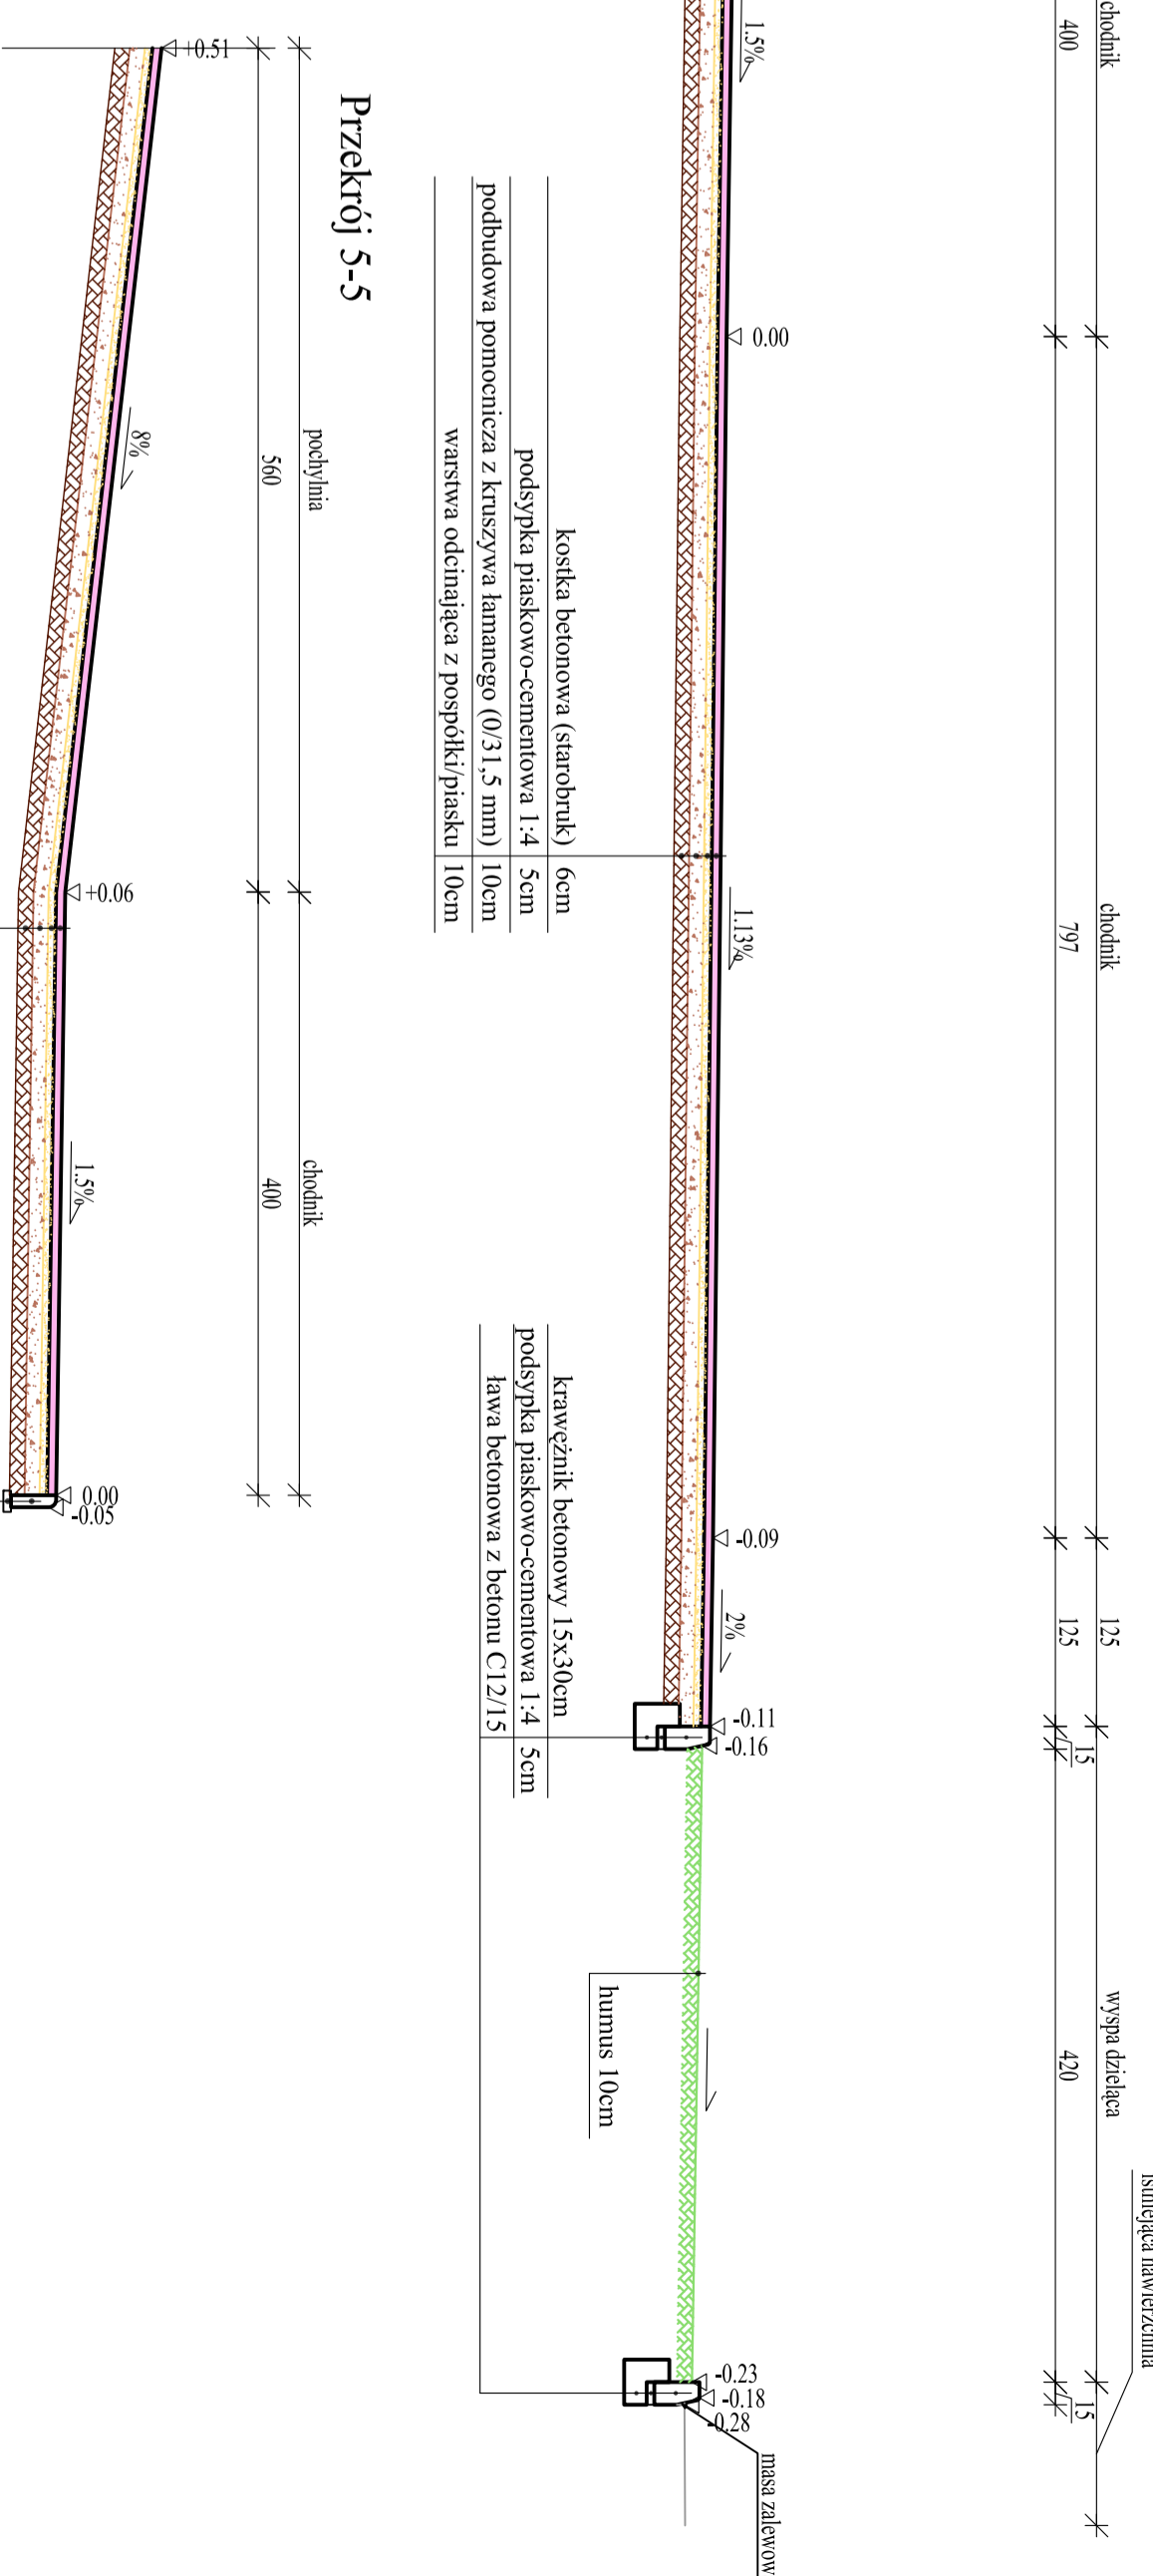 istniejąca nawierzchnia
chodnik
chodnik
125
wyspa dzieląca
400
797
125
15
420
15
1.5%
0.00
1.13%
-0.09
2%
-0.11
-0.16
-0.23
-0.18
-0.28
masa zalewow
humus 10cm
kostka betonowa (starobruk) 6cm
podsypka piaskowo-cementowa 1:4 5cm
podbudowa pomocnicza z kruszywa łamanego (0/31,5 mm) 10cm
warstwa odcinająca z pospółki/piasku 10cm
krawężnik betonowy 15x30cm
podsypka piaskowo-cementowa 1:4 5cm
ława betonowa z betonu C12/15
Przekrój 5-5
pochylnia
chodnik
560
400
+0.51
8%
+0.06
1.5%
0.00
-0.05